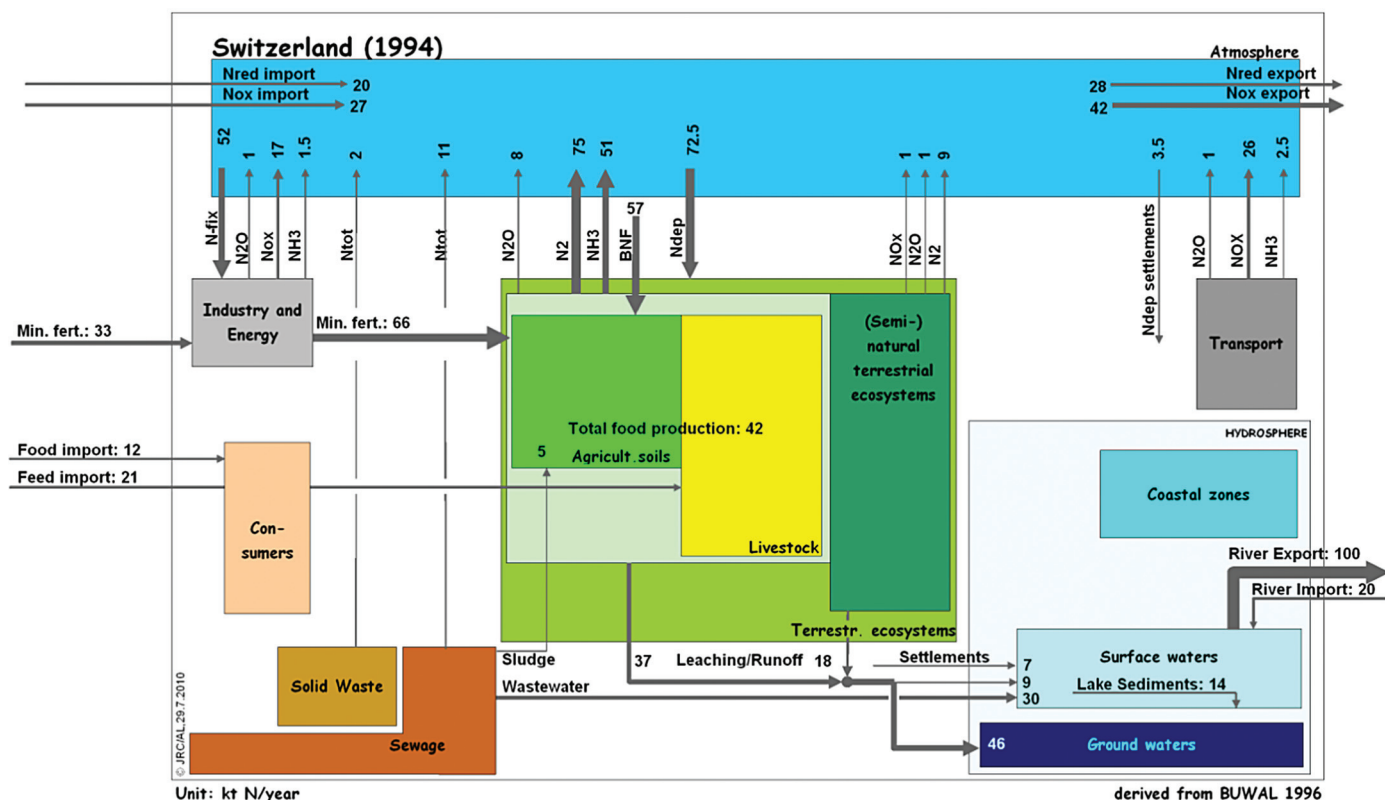 Switzerland (1994)
Atmosphere
Nred import
20
28
Nred export
Nox import
27
42
Nox export
52
1
17
1.5
2
11
8
75
51
72.5
1
1
9
3.5
1
26
2.5
57
N-fix
N2O
Nox
NH3
Ntot
Ntot
N2O
N2
NH3
BNF
Ndep
NOx
N2O
N2
Ndep settlements
N2O
NOX
NH3
Industry and
Energy
Min. fert.: 33
Min. fert.: 66
(Semi-)
natural
terrestrial
ecosystems
Transport
Total food production: 42
5
Agricult.soils
Livestock
Terrestr. ecosystems
Food import: 12
Feed import: 21
Con-
sumers
HYDROSPHERE
Coastal zones
River Export: 100
River Import: 20
Solid Waste
Sludge
Wastewater
Sewage
37
Leaching/Runoff
18
Settlements
7
9
30
Surface waters
Lake Sediments: 14
46
Ground waters
© JRC/AL,29.7.2010
Unit: kt N/year
derived from BUWAL 1996